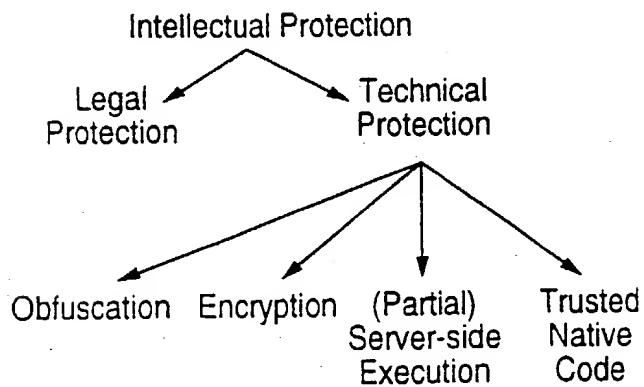 Intellectual Protection
Legal
Protection
Technical
Protection
Obfuscation
Encryption
(Partial)
Server-side
Execution
Trusted
Native
Code